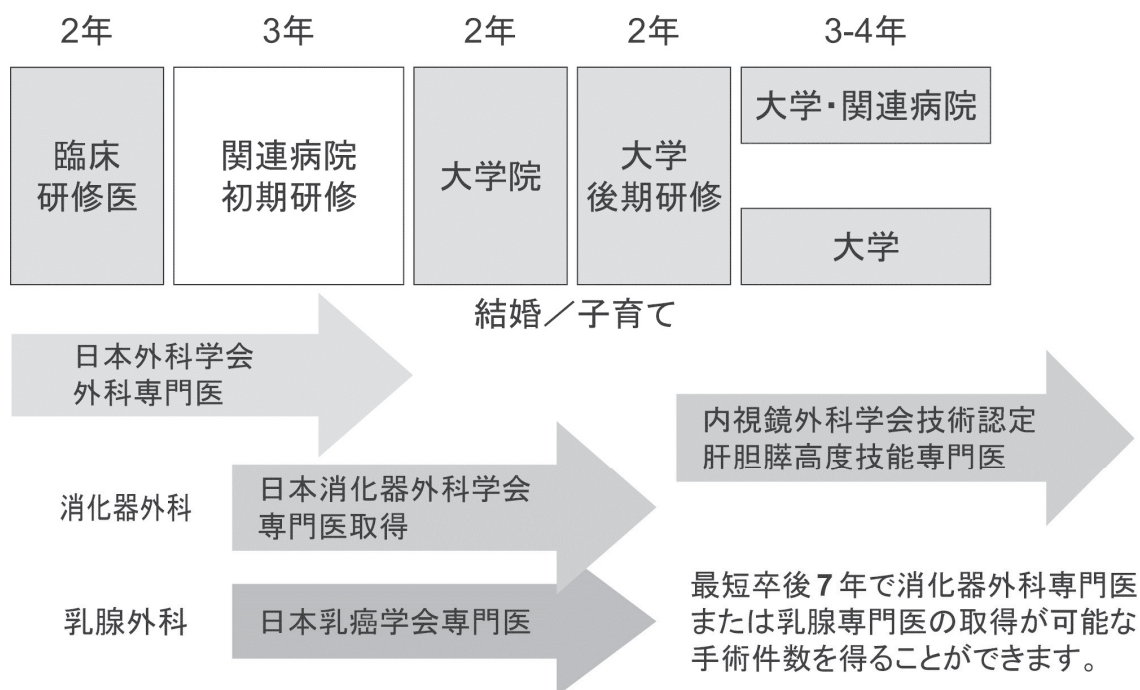 2年
3年
2年
2年
3-4年
臨床
研修医
関連病院
初期研修
大学院
大学
後期研修
大学・関連病院
大学
結婚／子育て
日本外科学会
外科専門医
内視鏡外科学会技術認定
肝胆膵高度技能専門医
消化器外科
日本消化器外科学会
専門医取得
乳腺外科
日本乳癌学会専門医
最短卒後7年で消化器外科専門医
または乳腺専門医の取得が可能な
手術件数を得ることができます。